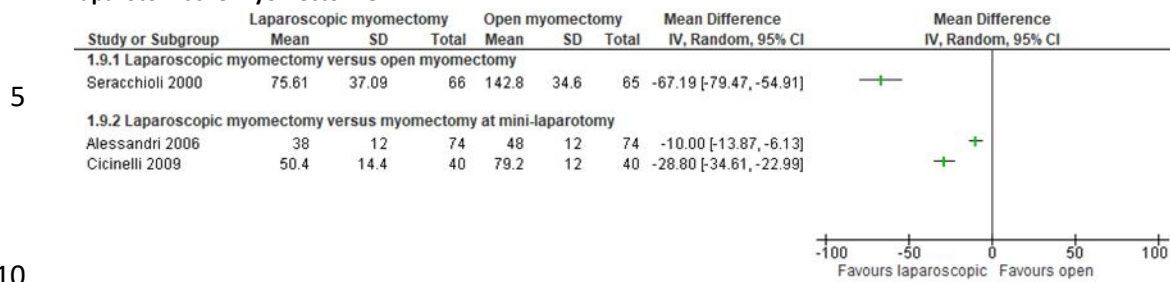 Laparoscopic myomectomy Open myomectomy Mean Difference Mean Difference
Study or Subgroup Mean SD Total Mean SD Total IV, Random, 95% CI IV, Random, 95% CI
1.9.1 Laparoscopic myomectomy versus open myomectomy
5 Seracchioli 2000 75.61 37.09 66 142.8 34.6 65 -67.19 [-79.47, -54.91]
1.9.2 Laparoscopic myomectomy versus myomectomy at mini-laparotomy
Alessandri 2006 38 12 74 48 12 74 -10.00 [-13.87, -6.13]
Cicinelli 2009 50.4 14.4 40 79.2 12 40 -28.80 [-34.61, -22.99]
-100 -50 0 50 100
10 Favours laparoscopic Favours open